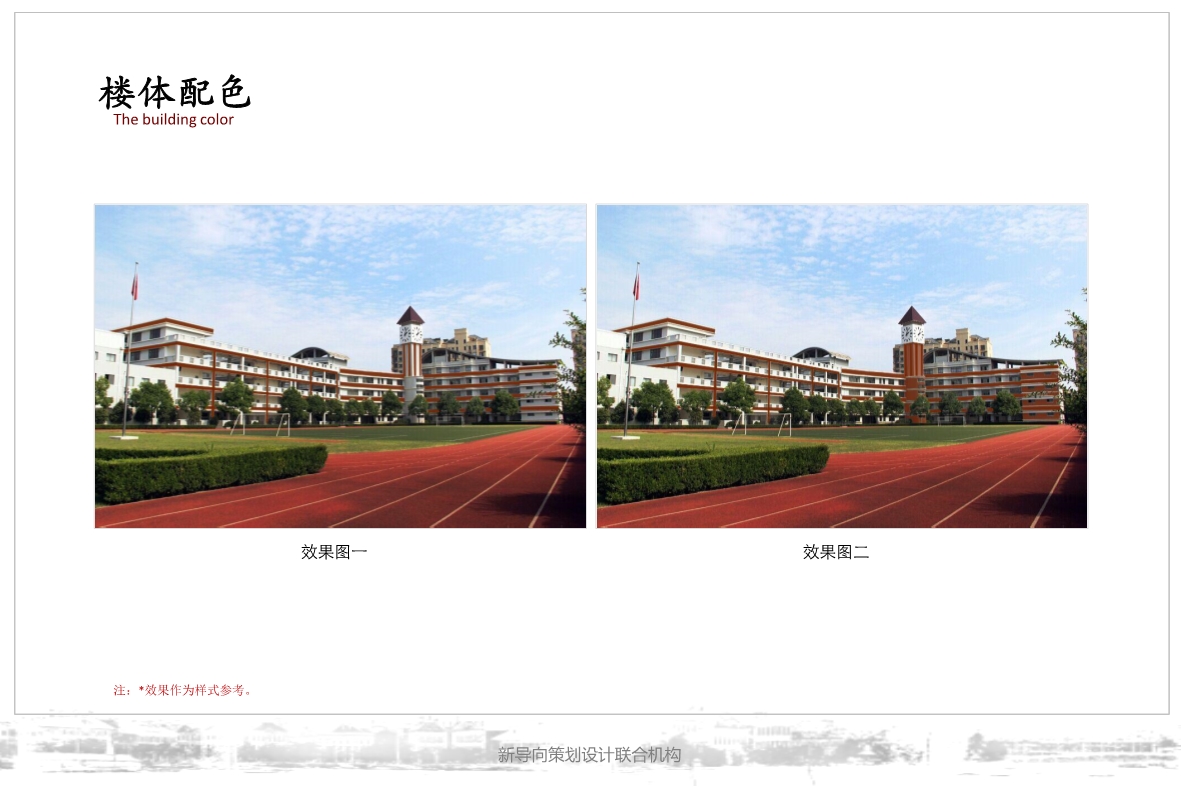 楼体配色
The building color
效果图一
效果图二
注：*效果作为样式参考。
新导向策划设计联合机构